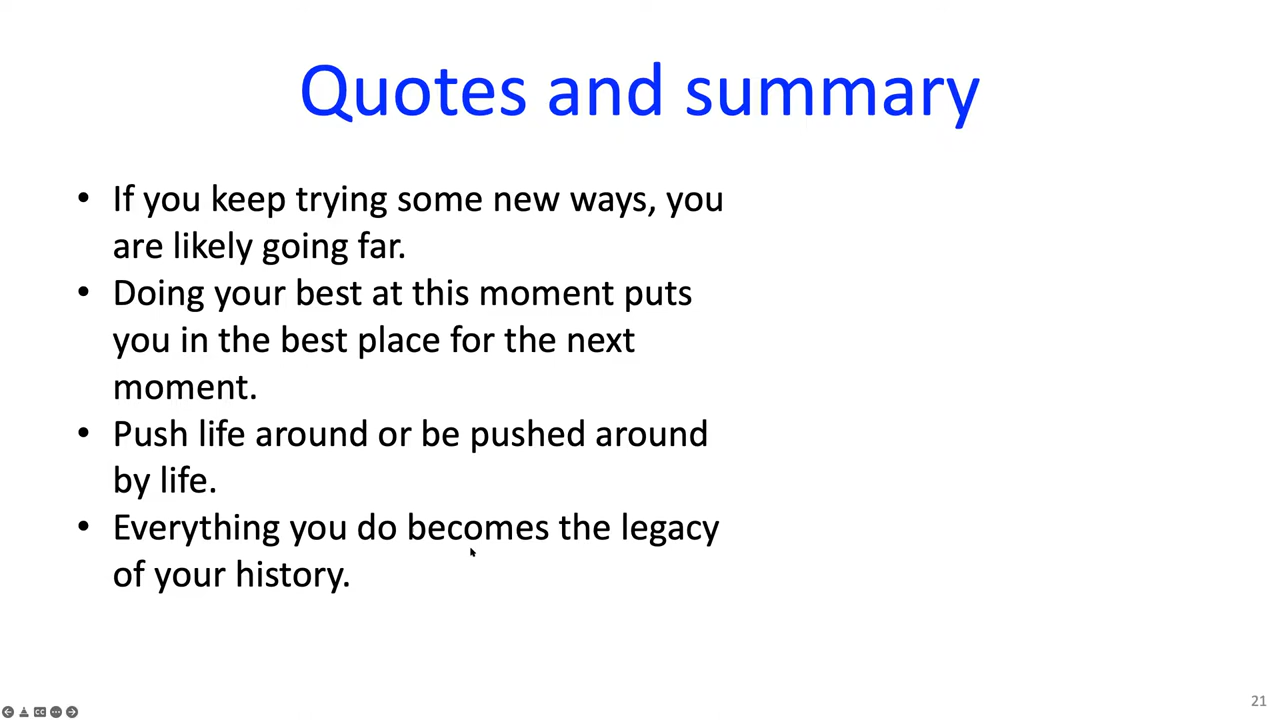 Quotes and summary
• If you keep trying some new ways, you
are likely going far.
• Doing your best at this moment puts
you in the best place for the next
moment.
• Push life around or be pushed around
by life.
• Everything you do becomes the legacy
of your history.
21